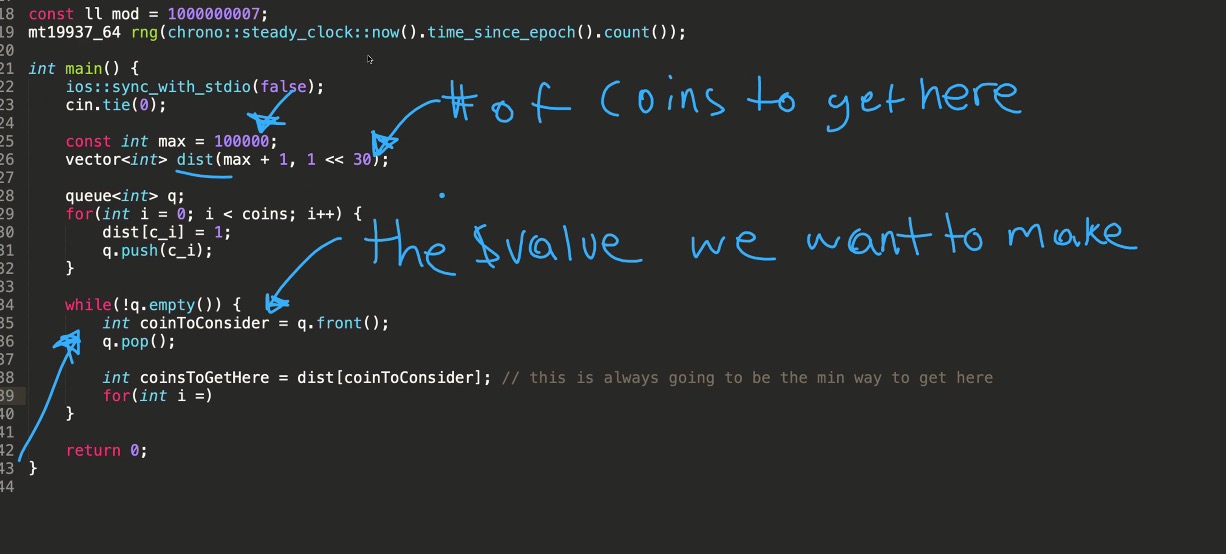 18 const ll mod = 1000000007;
19 mt19937_64 rng(chrono::steady_clock::now().time_since_epoch().count());
20
21 int main() {
22 ios::sync_with_stdio(false);
23 cin.tie(0);
# of coins to get here
24
25 const int max = 100000;
26 vector<int> dist(max + 1, 1 << 30);
27
28 queue<int> q;
29 for(int i = 0; i < coins; i++) {
30 dist[c_i] = 1;
the $value we want to make
31 q.push(c_i);
32 }
33
34 while(!q.empty()) {
35 int coinToConsider = q.front();
36 q.pop();
37
38 int coinsToGetHere = dist[coinToConsider]; // this is always going to be the min way to get here
39 for(int i =)
40 }
41
42 return 0;
43 }
44